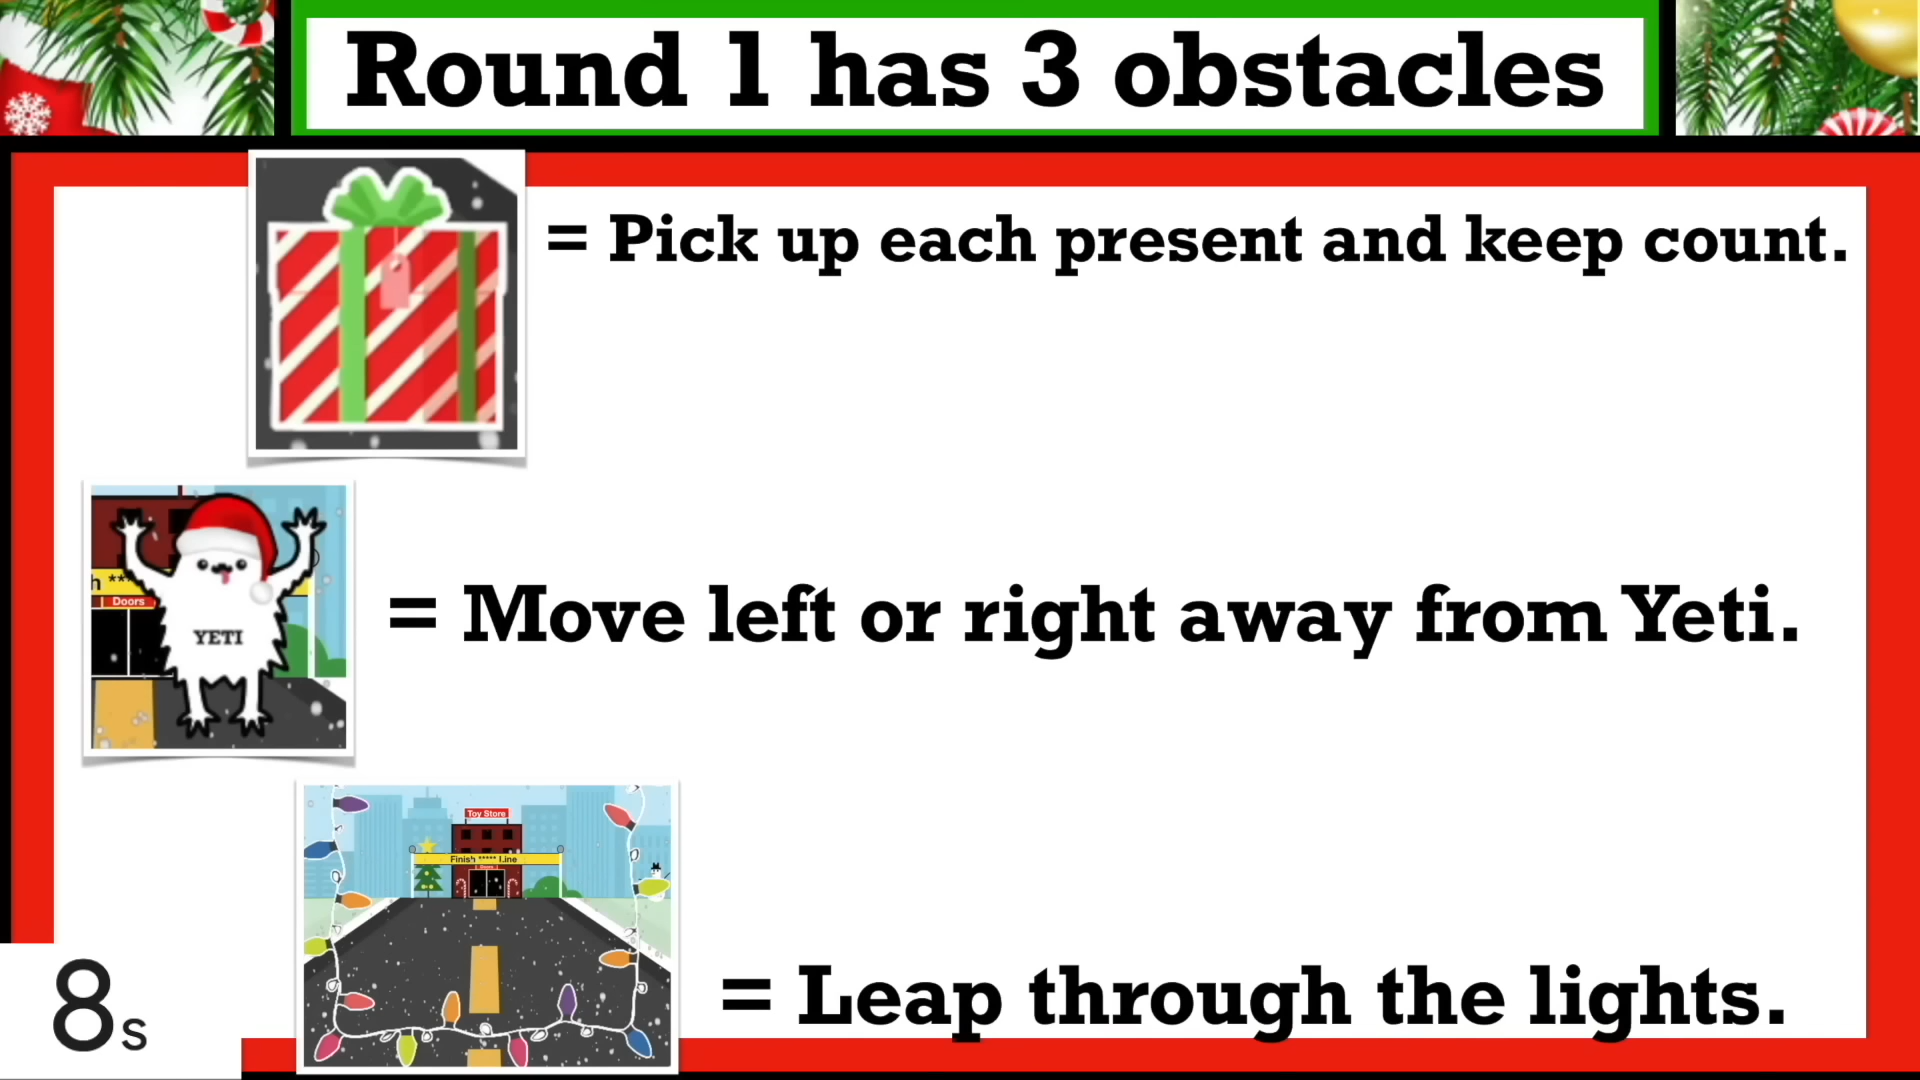 Round 1 has 3 obstacles
= Pick up each present and keep count.
h ***
Doors
YETI
= Move left or right away from Yeti.
Toy Store
Finish ***** Line
= Leap through the lights.
8s